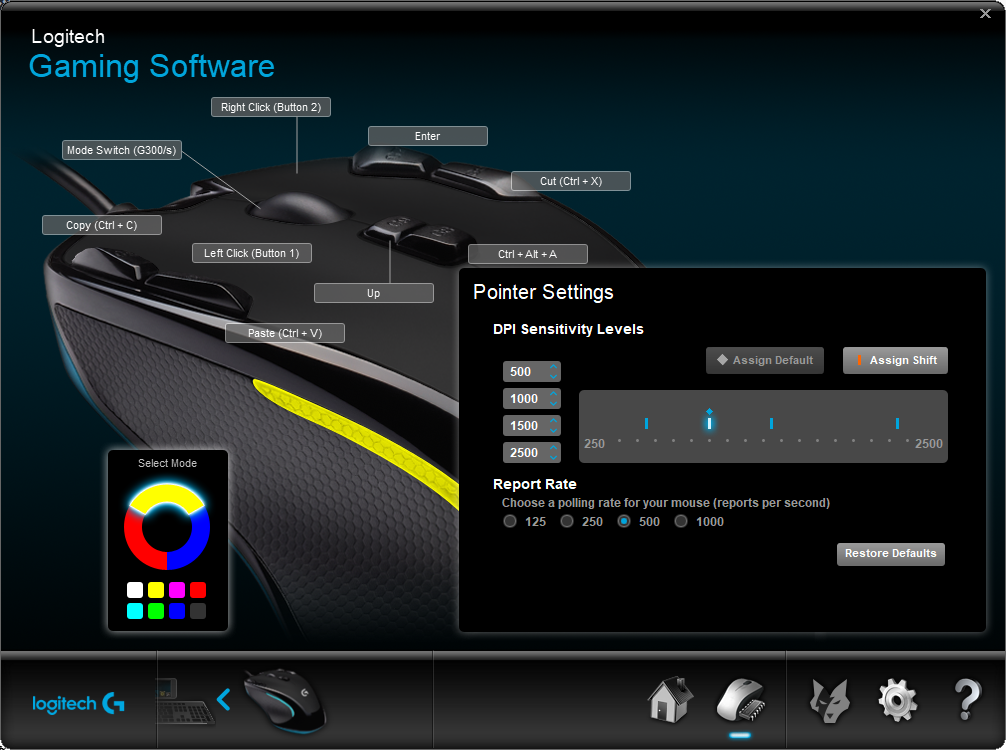 Logitech
Gaming Software
Right Click (Button 2)
Enter
Mode Switch (G300/s)
Cut (Ctrl + X)
Copy (Ctrl + C)
Left Click (Button 1)
Ctrl + Alt + A
Up
Paste (Ctrl + V)
Pointer Settings
DPI Sensitivity Levels
Assign Default
Assign Shift
500
1000
1500
2500
250
2500
Report Rate
Choose a polling rate for your mouse (reports per second)
125 250 500 1000
Restore Defaults
Select Mode
logitech G